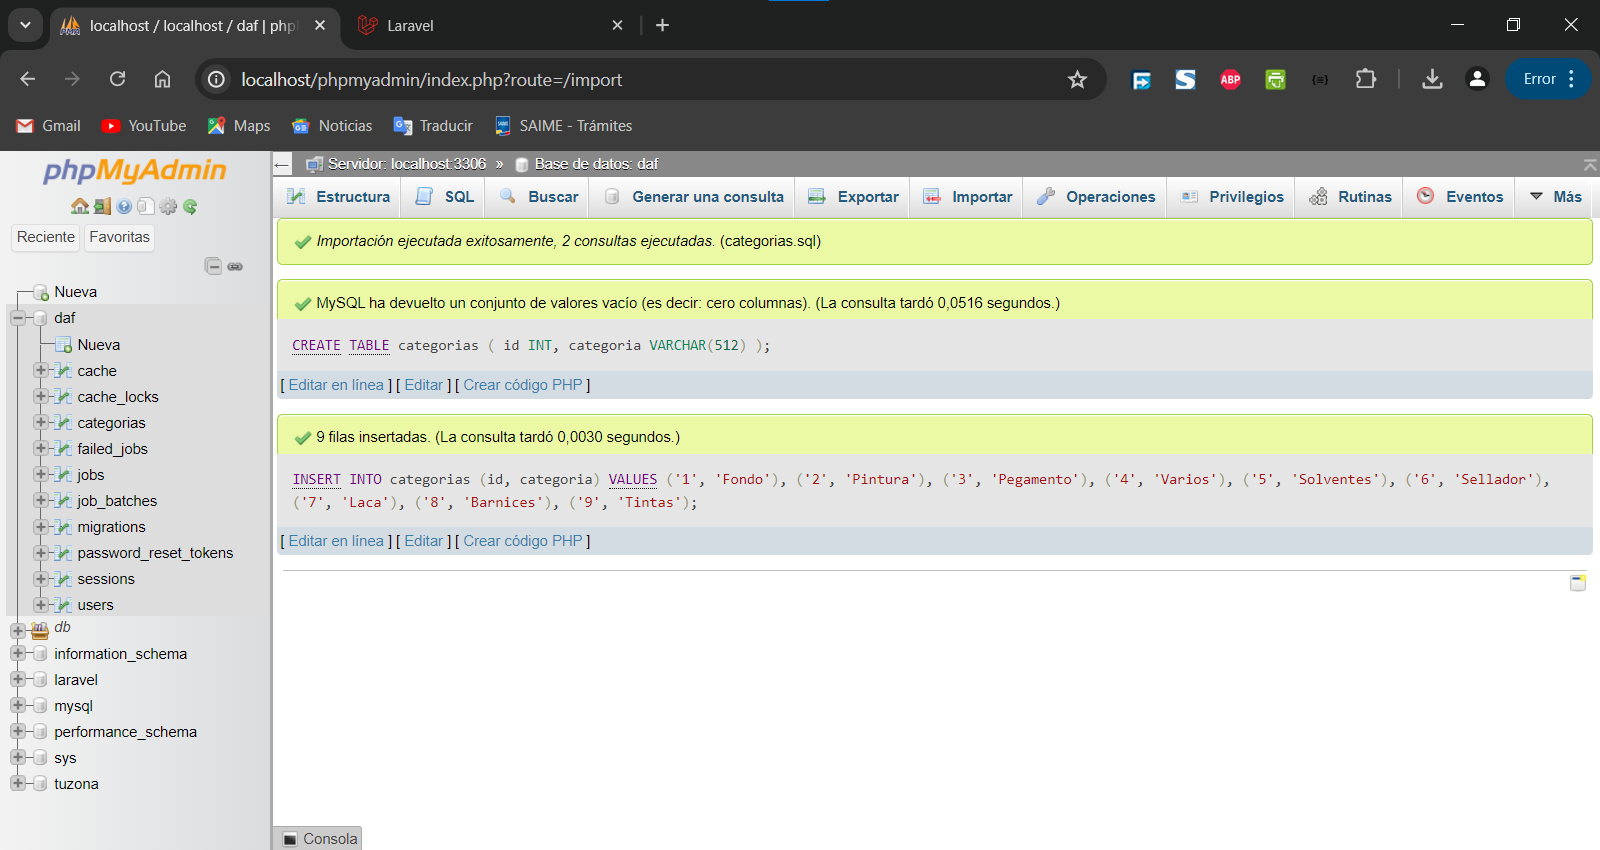 localhost / localhost / daf | php
Laravel
localhost/phpmyadmin/index.php?route=/import
ABP
Error
Gmail
YouTube
Maps
Noticias
Traducir
SAIME - Trámites
phpMyAdmin
Reciente
Favoritas
Nueva
daf
Nueva
cache
cache_locks
categorias
failed_jobs
jobs
job_batches
migrations
password_reset_tokens
sessions
users
db
information_schema
laravel
mysql
performance_schema
sys
tuzona
Servidor: localhost:3306 » Base de datos: daf
Estructura
SQL
Buscar
Generar una consulta
Exportar
Importar
Operaciones
Privilegios
Rutinas
Eventos
Más
Importación ejecutada exitosamente, 2 consultas ejecutadas. (categorias.sql)
MySQL ha devuelto un conjunto de valores vacío (es decir: cero columnas). (La consulta tardó 0,0516 segundos.)
CREATE TABLE categorias ( id INT, categoria VARCHAR(512) );
[ Editar en línea ] [ Editar ] [ Crear código PHP ]
9 filas insertadas. (La consulta tardó 0,0030 segundos.)
INSERT INTO categorias (id, categoria) VALUES ('1', 'Fondo'), ('2', 'Pintura'), ('3', 'Pegamento'), ('4', 'Varios'), ('5', 'Solventes'), ('6', 'Sellador'),
('7', 'Laca'), ('8', 'Barnices'), ('9', 'Tintas');
[ Editar en línea ] [ Editar ] [ Crear código PHP ]
Consola